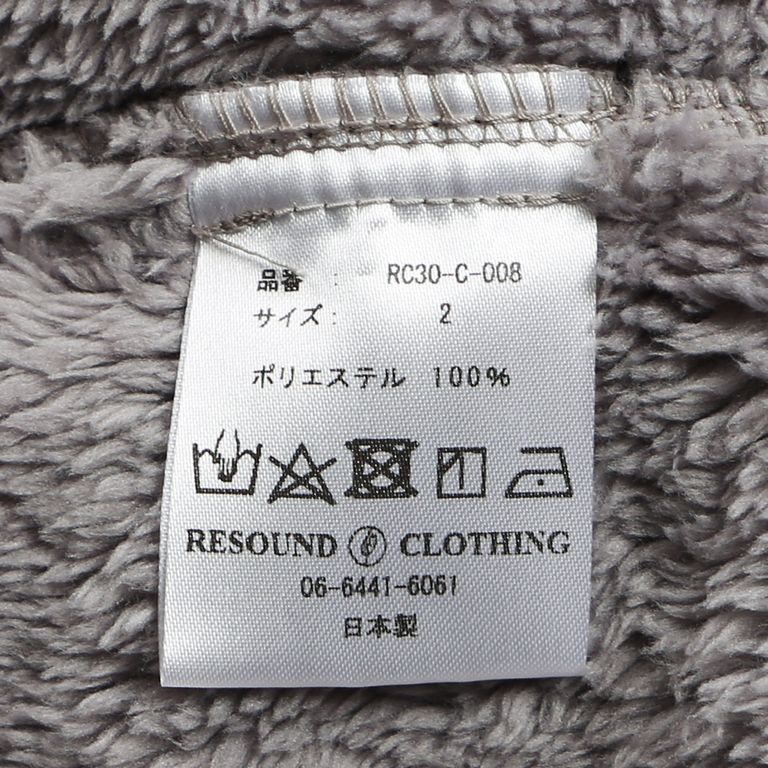 品番 : RC30-C-008
サイズ: 2
ポリエステル 100%
RESOUND CLOTHING
06-6441-6061
日本製